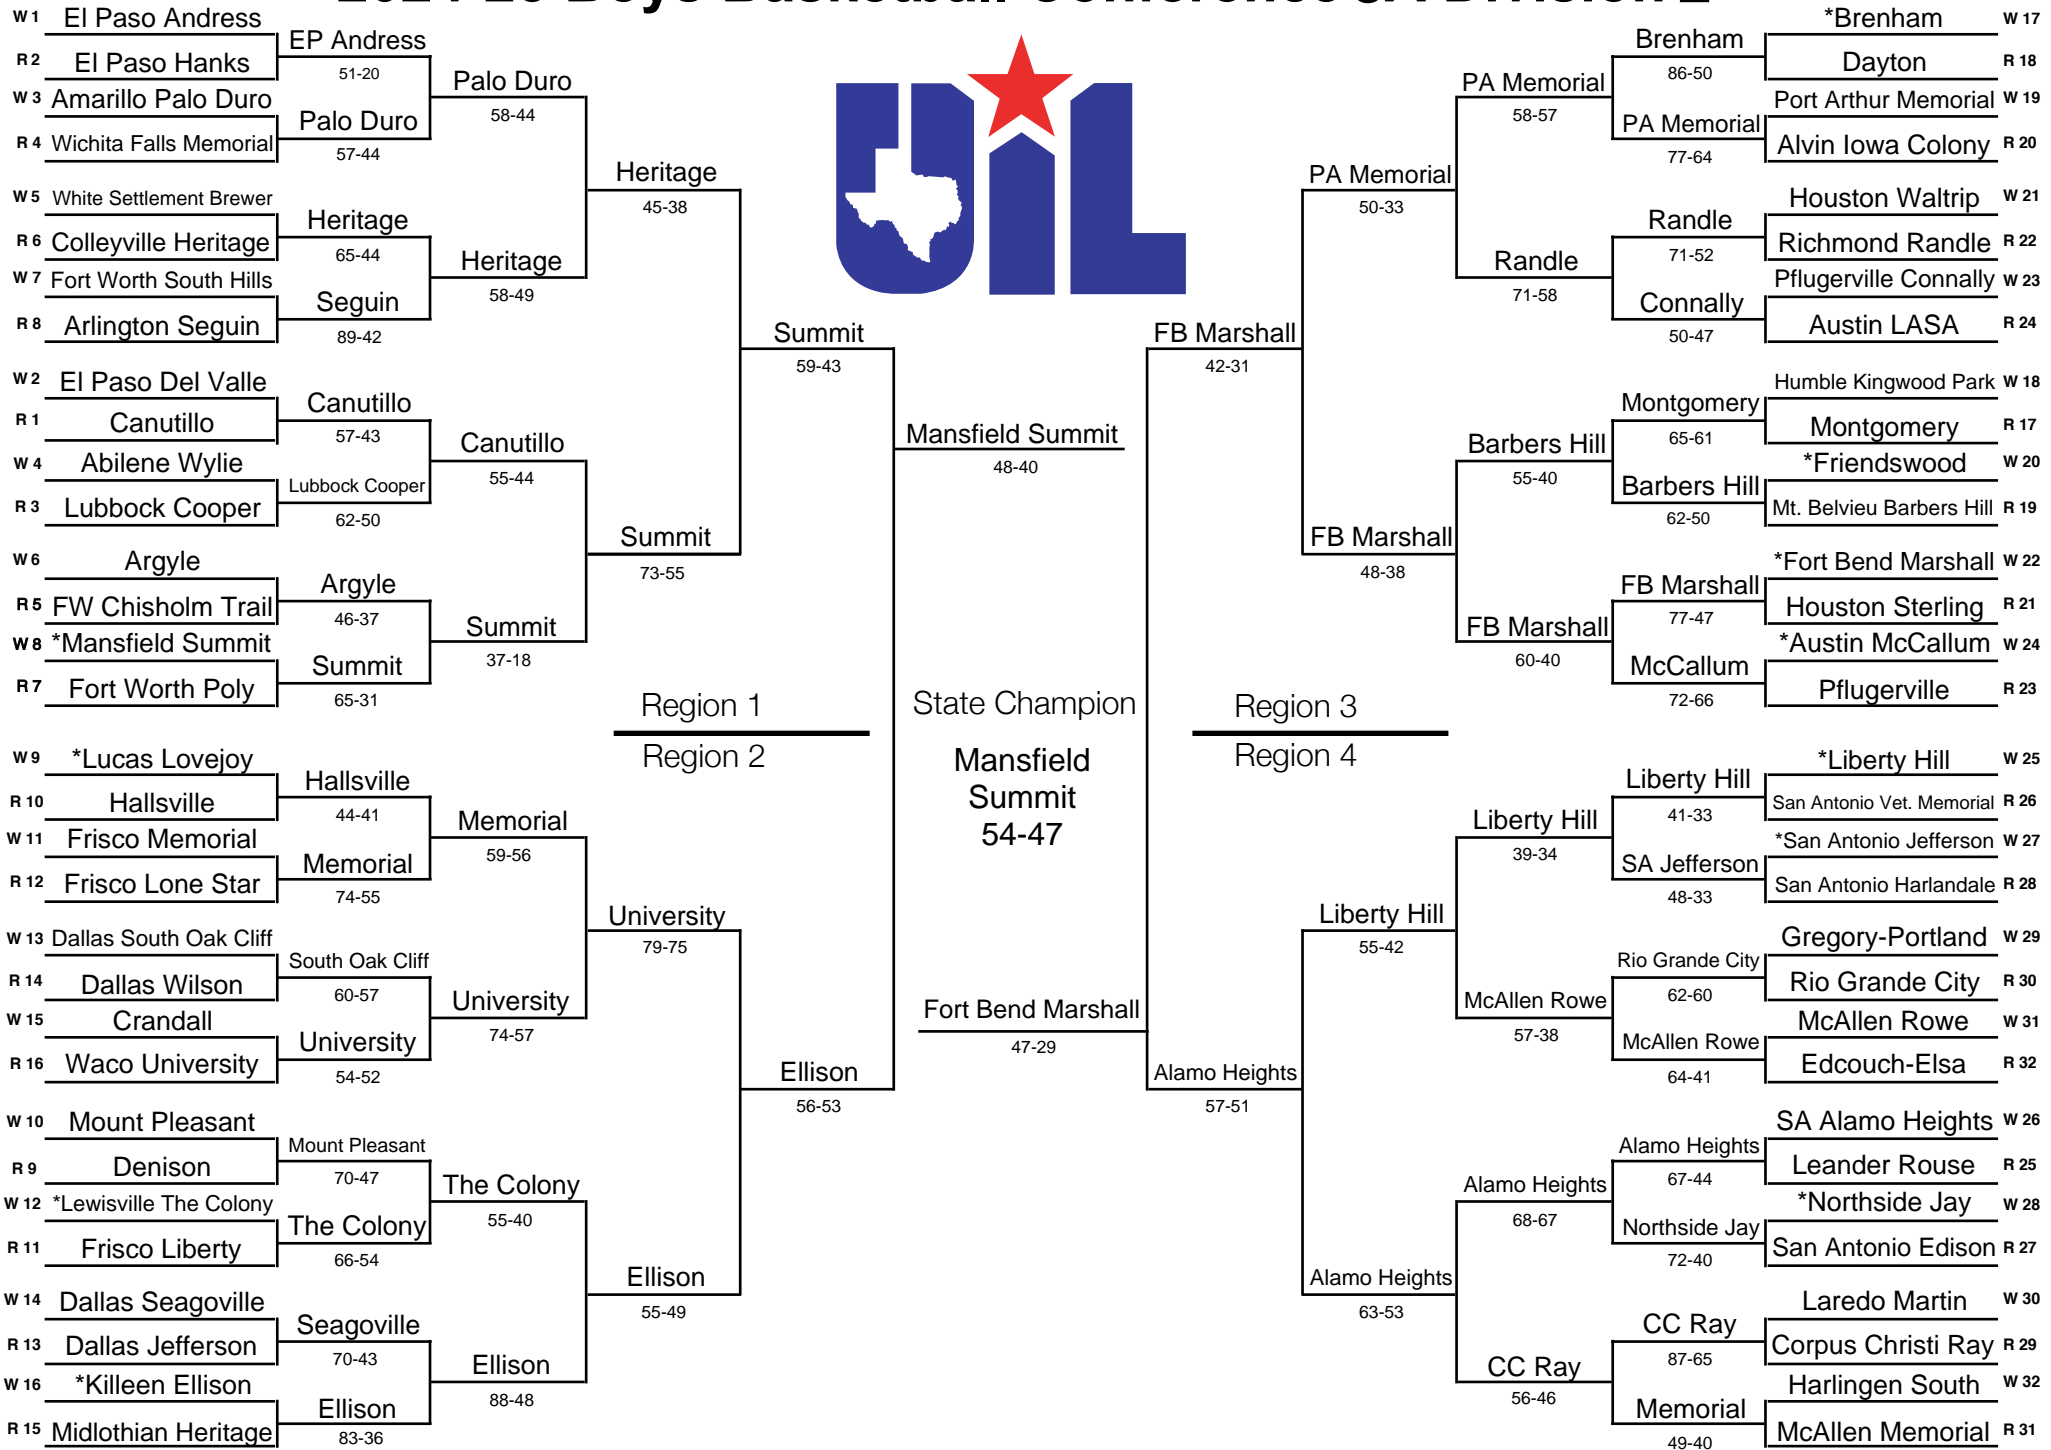 W 1 El Paso Andress
R 2 El Paso Hanks
W 3 Amarillo Palo Duro
R 4 Wichita Falls Memorial
W 5 White Settlement Brewer
R 6 Colleyville Heritage
W 7 Fort Worth South Hills
R 8 Arlington Seguin
W 2 El Paso Del Valle
R 1 Canutillo
W 4 Abilene Wylie
R 3 Lubbock Cooper
W 6 Argyle
R 5 FW Chisholm Trail
W 8 *Mansfield Summit
R 7 Fort Worth Poly
W 9 *Lucas Lovejoy
R 10 Hallsville
W 11 Frisco Memorial
R 12 Frisco Lone Star
W 13 Dallas South Oak Cliff
R 14 Dallas Wilson
W 15 Crandall
R 16 Waco University
W 10 Mount Pleasant
R 9 Denison
W 12 *Lewisville The Colony
R 11 Frisco Liberty
W 14 Dallas Seagoville
R 13 Dallas Jefferson
W 16 *Killeen Ellison
R 15 Midlothian Heritage
EP Andress
51-20
Palo Duro
57-44
Heritage
65-44
Seguin
89-42
Canutillo
57-43
Lubbock Cooper
62-50
Argyle
46-37
Summit
65-31
Hallsville
44-41
Memorial
74-55
South Oak Cliff
60-57
University
54-52
Mount Pleasant
70-47
The Colony
66-54
Seagoville
70-43
Ellison
83-36
Palo Duro
58-44
Heritage
58-49
Canutillo
55-44
Summit
37-18
Memorial
59-56
University
74-57
The Colony
55-40
Ellison
88-48
Heritage
45-38
Summit
73-55
University
79-75
Ellison
55-49
Summit
59-43
Ellison
56-53
Region 1
Region 2
UIL
Mansfield Summit
48-40
State Champion
Mansfield
Summit
54-47
Fort Bend Marshall
47-29
Region 3
Region 4
FB Marshall
42-31
Alamo Heights
57-51
PA Memorial
50-33
FB Marshall
48-38
Liberty Hill
55-42
Alamo Heights
63-53
PA Memorial
58-57
Randle
71-58
Barbers Hill
55-40
FB Marshall
60-40
Liberty Hill
39-34
McAllen Rowe
57-38
Alamo Heights
68-67
CC Ray
56-46
Brenham
86-50
PA Memorial
77-64
Randle
71-52
Connally
50-47
Montgomery
65-61
Barbers Hill
62-50
FB Marshall
77-47
McCallum
72-66
Liberty Hill
41-33
SA Jefferson
48-33
Rio Grande City
62-60
McAllen Rowe
64-41
Alamo Heights
67-44
Northside Jay
72-40
CC Ray
87-65
Memorial
49-40
*Brenham W 17
Dayton R 18
Port Arthur Memorial W 19
Alvin Iowa Colony R 20
Houston Waltrip W 21
Richmond Randle R 22
Pflugerville Connally W 23
Austin LASA R 24
Humble Kingwood Park W 18
Montgomery R 17
*Friendswood W 20
Mt. Belvieu Barbers Hill R 19
*Fort Bend Marshall W 22
Houston Sterling R 21
*Austin McCallum W 24
Pflugerville R 23
*Liberty Hill W 25
San Antonio Vet. Memorial R 26
*San Antonio Jefferson W 27
San Antonio Harlandale R 28
Gregory-Portland W 29
Rio Grande City R 30
McAllen Rowe W 31
Edcouch-Elsa R 32
SA Alamo Heights W 26
Leander Rouse R 25
*Northside Jay W 28
San Antonio Edison R 27
Laredo Martin W 30
Corpus Christi Ray R 29
Harlingen South W 32
McAllen Memorial R 31